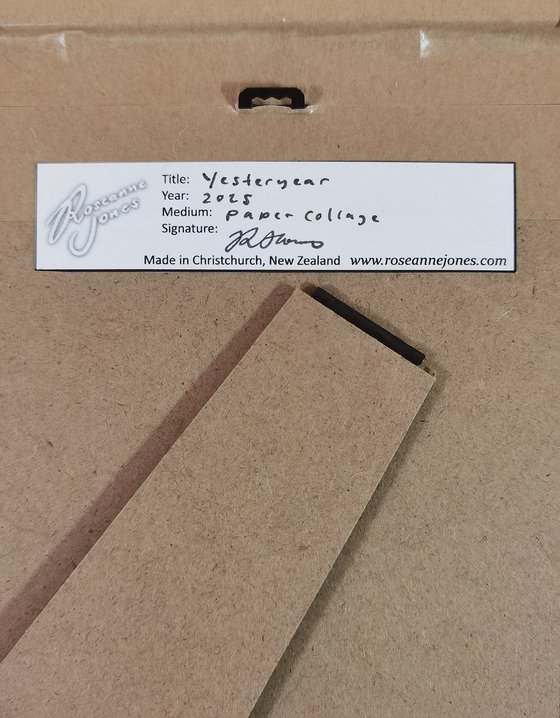 Roseanne
Jones
Title: Yesteryear
Year: 2025
Medium: paper collage
Signature:
Made in Christchurch, New Zealand www.roseannejones.com